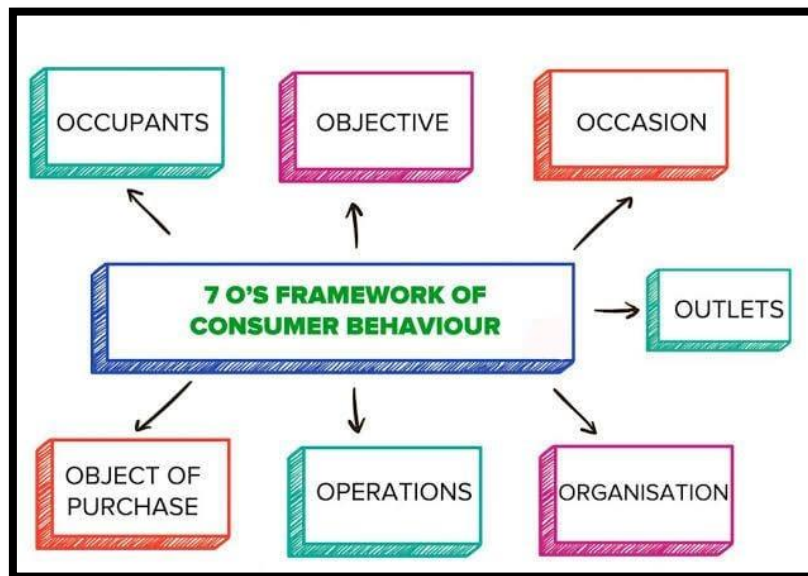 OCCUPANTS
OBJECTIVE
OCCASION
7 O’S FRAMEWORK OF
CONSUMER BEHAVIOUR
OUTLETS
OBJECT OF
PURCHASE
OPERATIONS
ORGANISATION